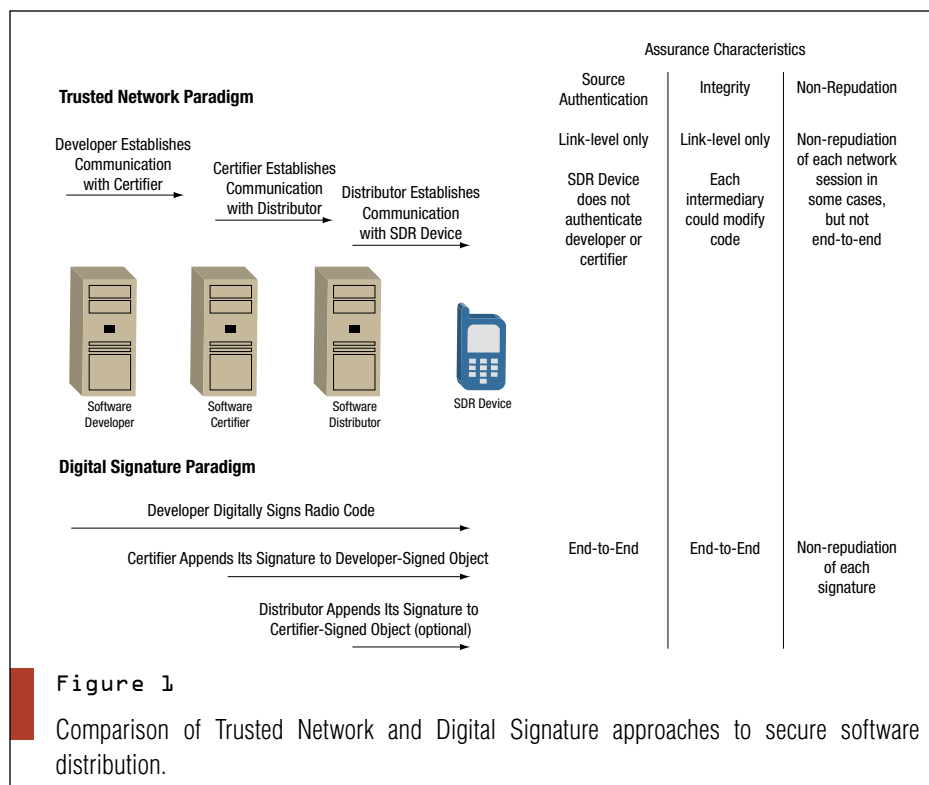 Assurance Characteristics
Trusted Network Paradigm
Source
Authentication
Integrity
Non-Repudation
Developer Establishes
Communication
with Certifier
Certifier Establishes
Communication
with Distributor
Distributor Establishes
Communication
with SDR Device
Link-level only
SDR Device
does not
authenticate
developer or
certifier
Link-level only
Each
intermediary
could modify
code
Non-repudiation
of each network
session in
some cases,
but not
end-to-end
Software
Developer
Software
Certifier
Software
Distributor
SDR Device
Digital Signature Paradigm
Developer Digitally Signs Radio Code
Certifier Appends Its Signature to Developer-Signed Object
Distributor Appends Its Signature to
Certifier-Signed Object (optional)
End-to-End
End-to-End
Non-repudiation
of each
signature
Figure 1
Comparison of Trusted Network and Digital Signature approaches to secure software
distribution.